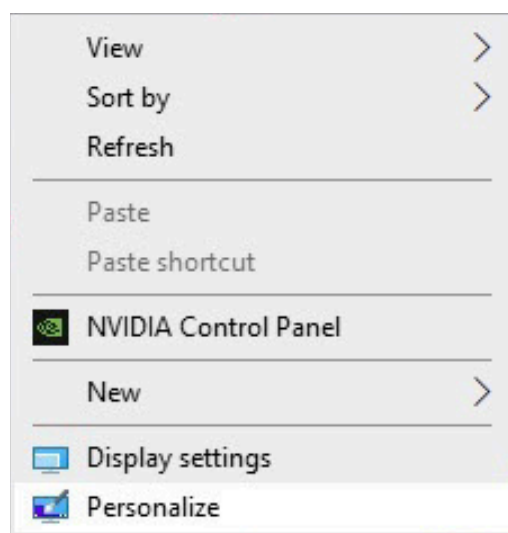 View
Sort by
Refresh
Paste
Paste shortcut
NVIDIA Control Panel
New
Display settings
Personalize